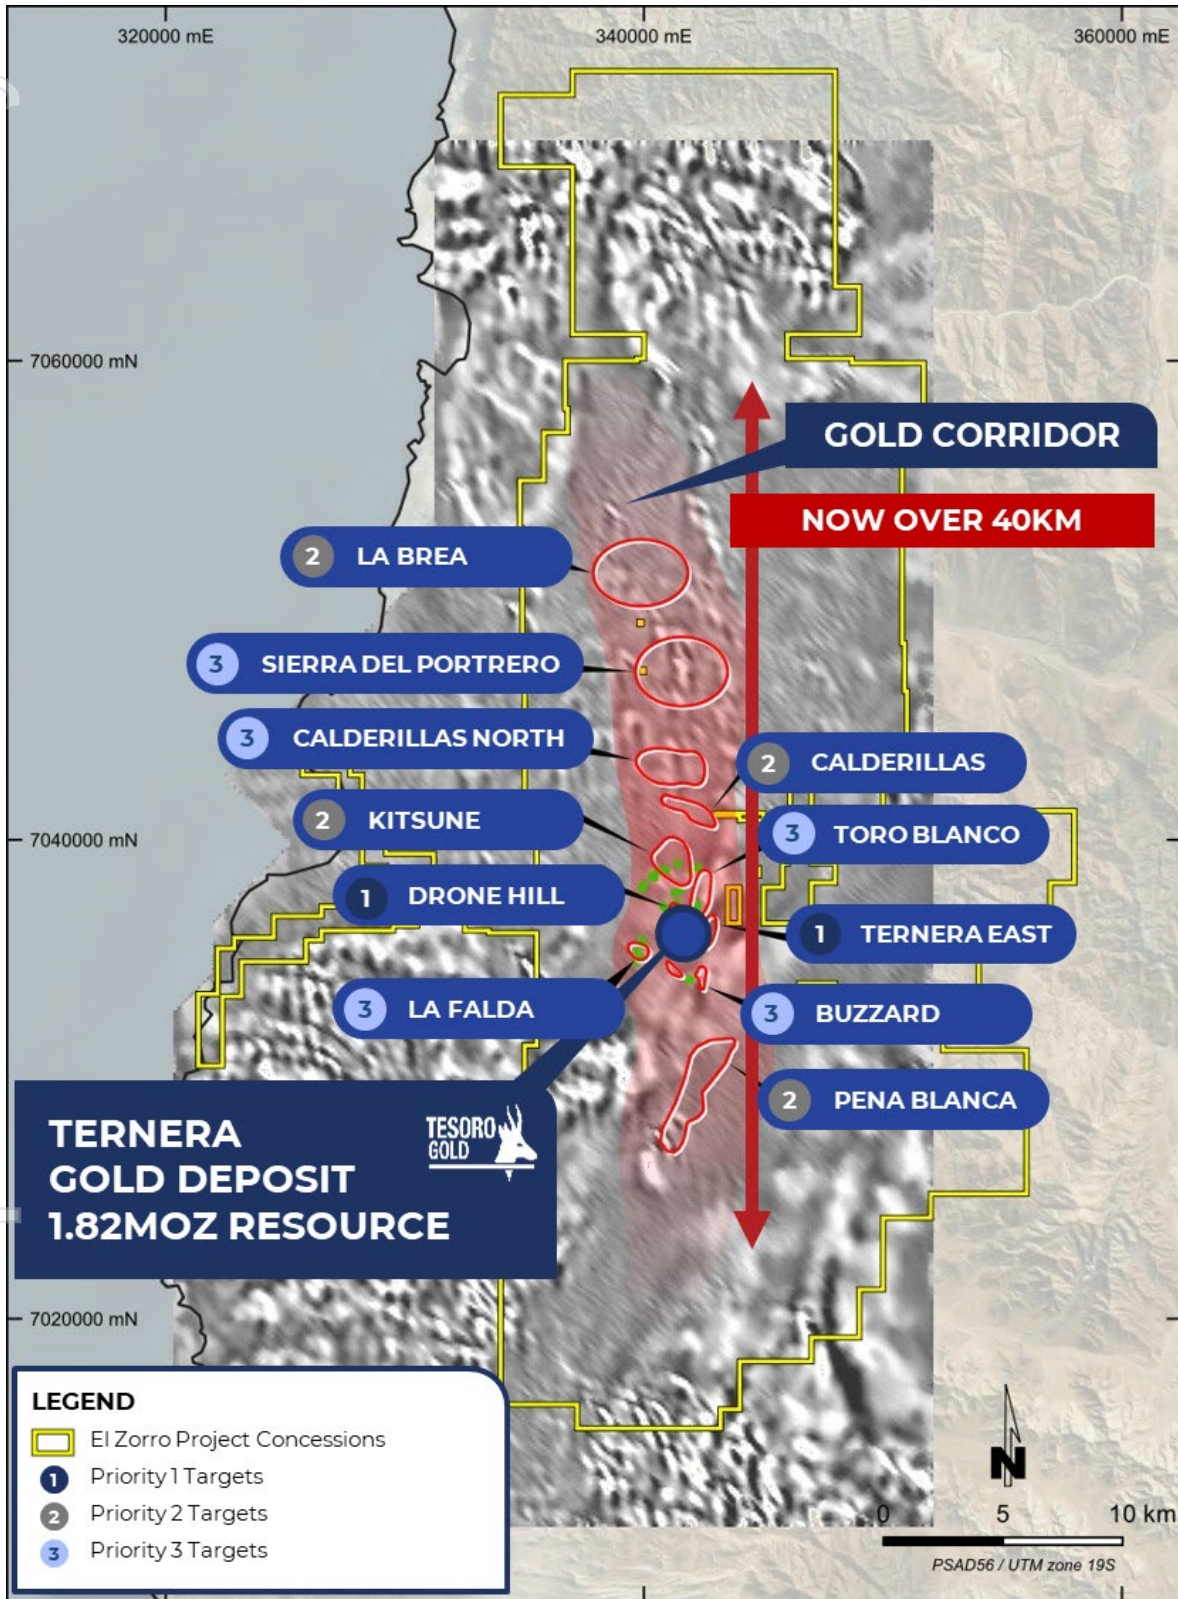 320000 mE
340000 mE
360000 mE
7060000 mN
GOLD CORRIDOR
NOW OVER 40KM
2 LA BREA
3 SIERRA DEL PORTRERO
3 CALDERILLAS NORTH
2 CALDERILLAS
2 KITSUNE
3 TORO BLANCO
7040000 mN
1 DRONE HILL
1 TERNERA EAST
3 LA FALDA
3 BUZZARD
2 PENA BLANCA
TERNERA
GOLD DEPOSIT
1.82MOZ RESOURCE
TESORO
GOLD
7020000 mN
LEGEND
El Zorro Project Concessions
1 Priority 1 Targets
2 Priority 2 Targets
3 Priority 3 Targets
N
0 5 10 km
PSAD56 / UTM zone 19S